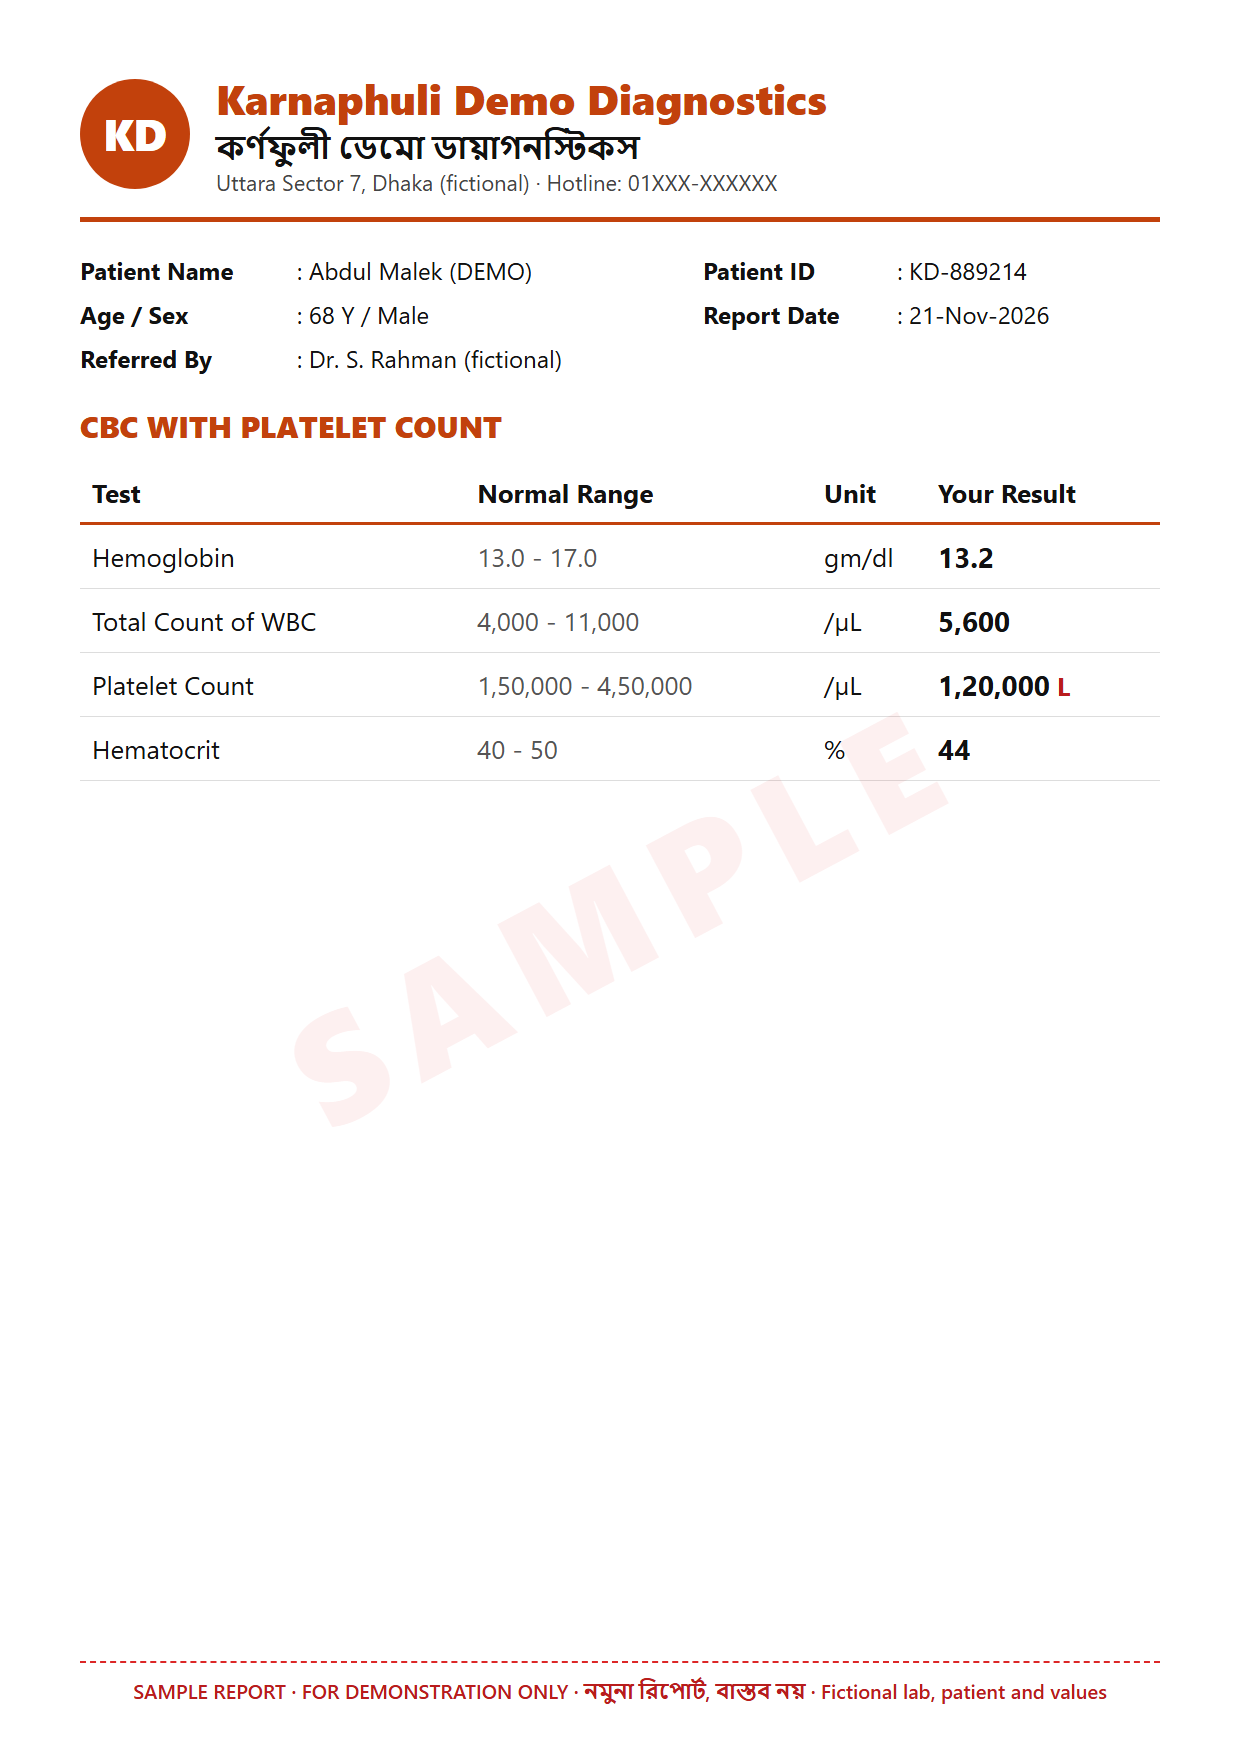 KD
Karnaphuli Demo Diagnostics
কর্ণফুলী ডেমো ডায়াগনস্টিকস
Uttara Sector 7, Dhaka (fictional) · Hotline: 01XXX-XXXXXX
Patient Name : Abdul Malek (DEMO) Patient ID : KD-889214
Age / Sex : 68 Y / Male Report Date : 21-Nov-2026
Referred By : Dr. S. Rahman (fictional)
CBC WITH PLATELET COUNT
Test Normal Range Unit Your Result
Hemoglobin 13.0 - 17.0 gm/dl 13.2
Total Count of WBC 4,000 - 11,000 /µL 5,600
Platelet Count 1,50,000 - 4,50,000 /µL 1,20,000 L
Hematocrit 40 - 50 % 44
SAMPLE
SAMPLE REPORT · FOR DEMONSTRATION ONLY · নমুনা রিপোর্ট, বাস্তব নয় · Fictional lab, patient and values